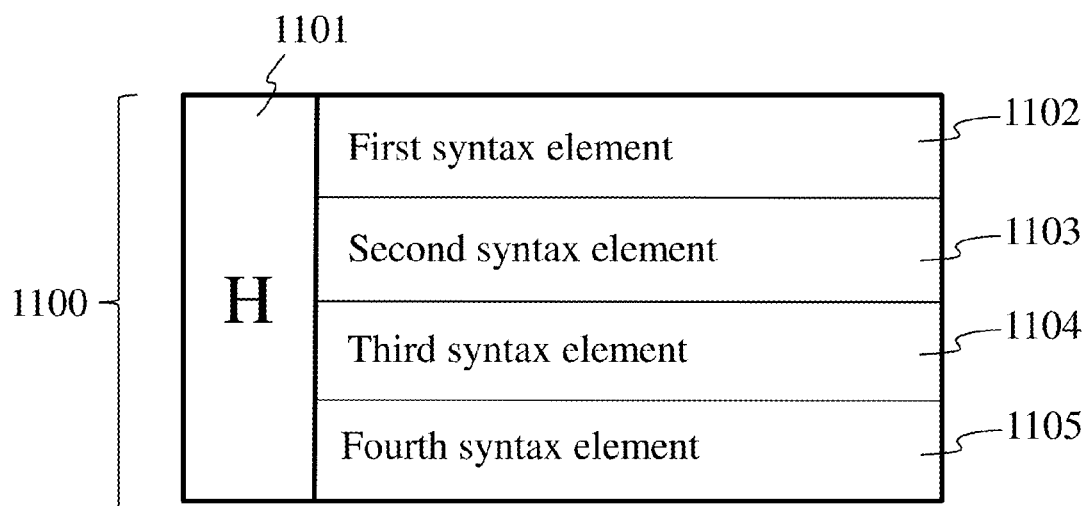 1101
First syntax element
1102
Second syntax element
1103
1100
H
Third syntax element
1104
Fourth syntax element
1105